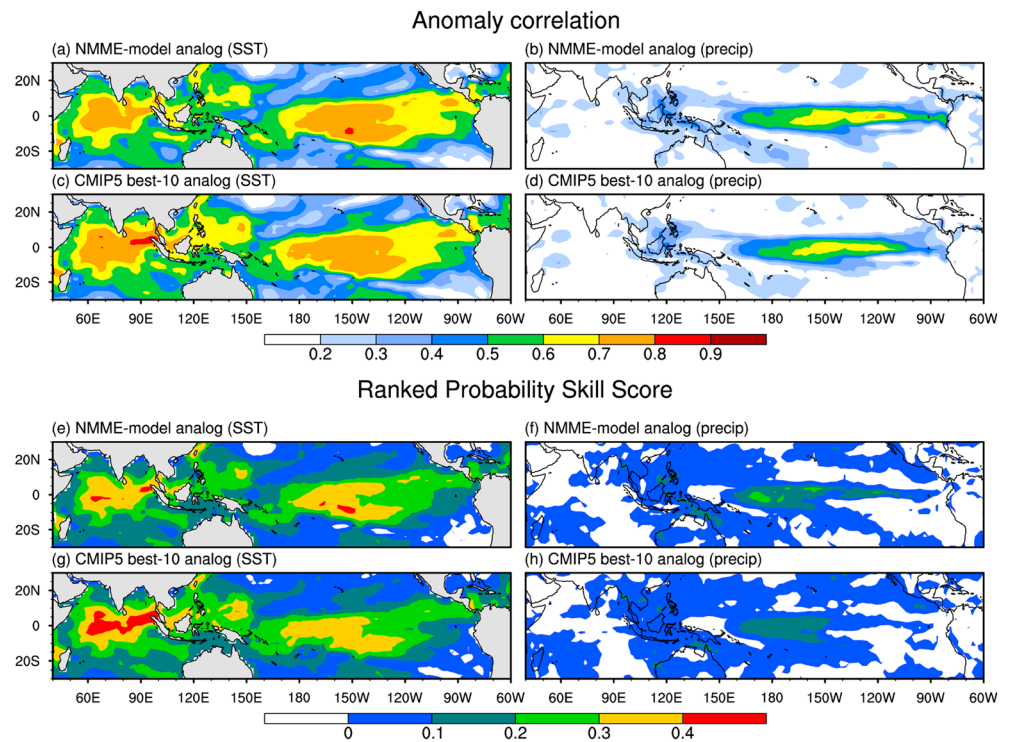 Anomaly correlation
(a) NMME-model analog (SST)
(b) NMME-model analog (precip)
20N
0
20S
(c) CMIP5 best-10 analog (SST)
(d) CMIP5 best-10 analog (precip)
20N
0
20S
60E 90E 120E 150E 180 150W 120W 90W 60W
60E 90E 120E 150E 180 150W 120W 90W 60W
0.2 0.3 0.4 0.5 0.6 0.7 0.8 0.9
Ranked Probability Skill Score
(e) NMME-model analog (SST)
(f) NMME-model analog (precip)
20N
0
20S
(g) CMIP5 best-10 analog (SST)
(h) CMIP5 best-10 analog (precip)
20N
0
20S
60E 90E 120E 150E 180 150W 120W 90W 60W
60E 90E 120E 150E 180 150W 120W 90W 60W
0 0.1 0.2 0.3 0.4